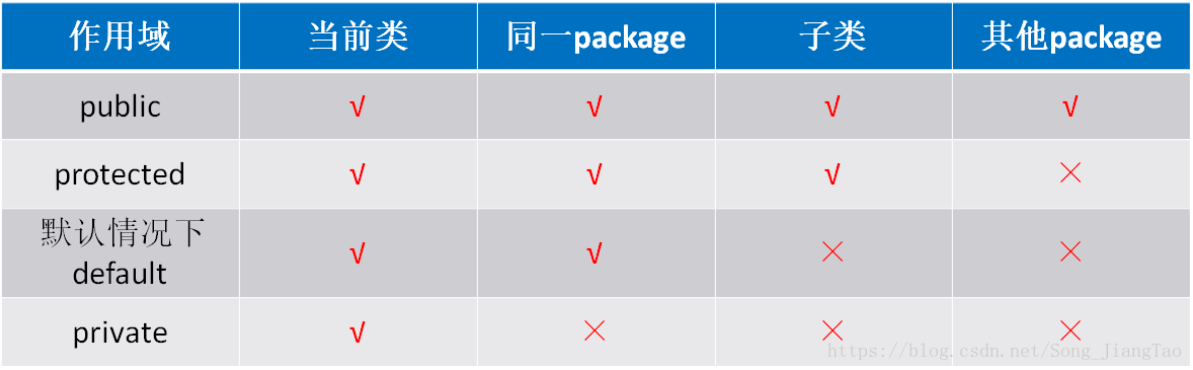 作用域 当前类 同一package 子类 其他package
public √ √ √ √
protected √ √ √ ×
默认情况下
default √ √ × ×
private √ × × ×
https://blog.csdn.net/Song_JiangTao